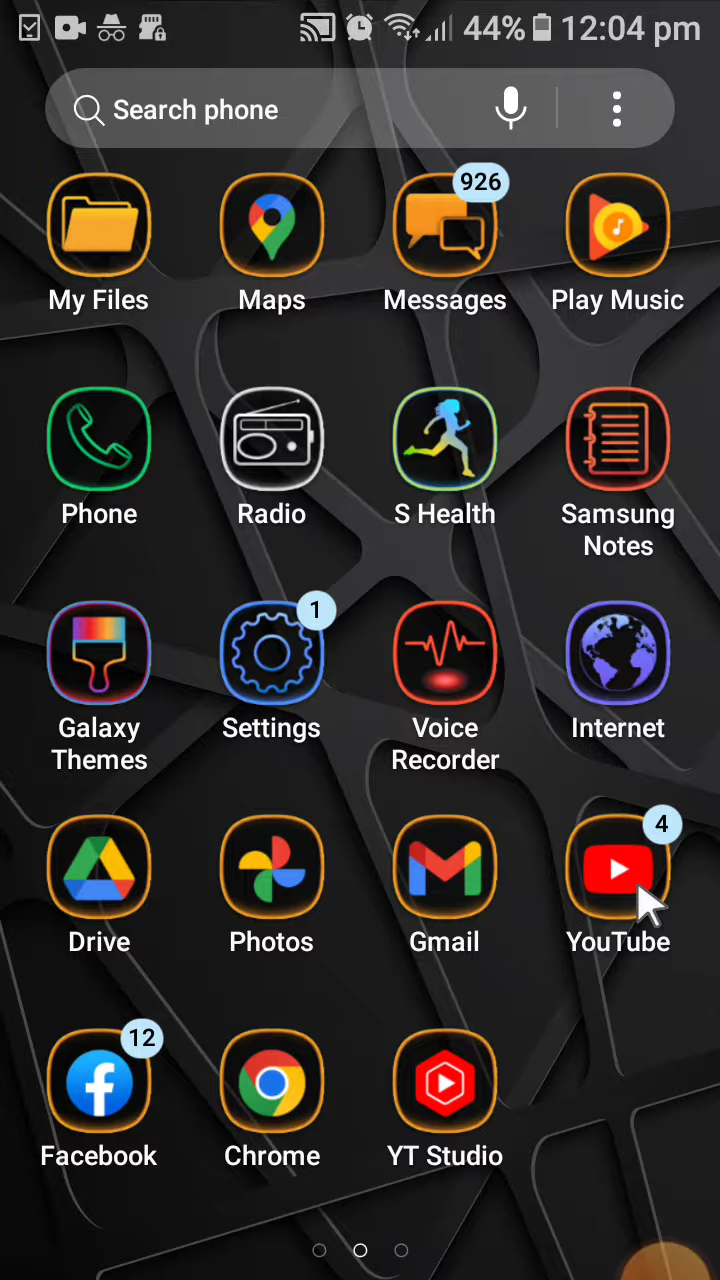 44% 12:04 pm
Search phone
926
My Files Maps Messages Play Music
Phone Radio S Health Samsung Notes
1
Galaxy Themes Settings Voice Recorder Internet
4
Drive Photos Gmail YouTube
12
Facebook Chrome YT Studio